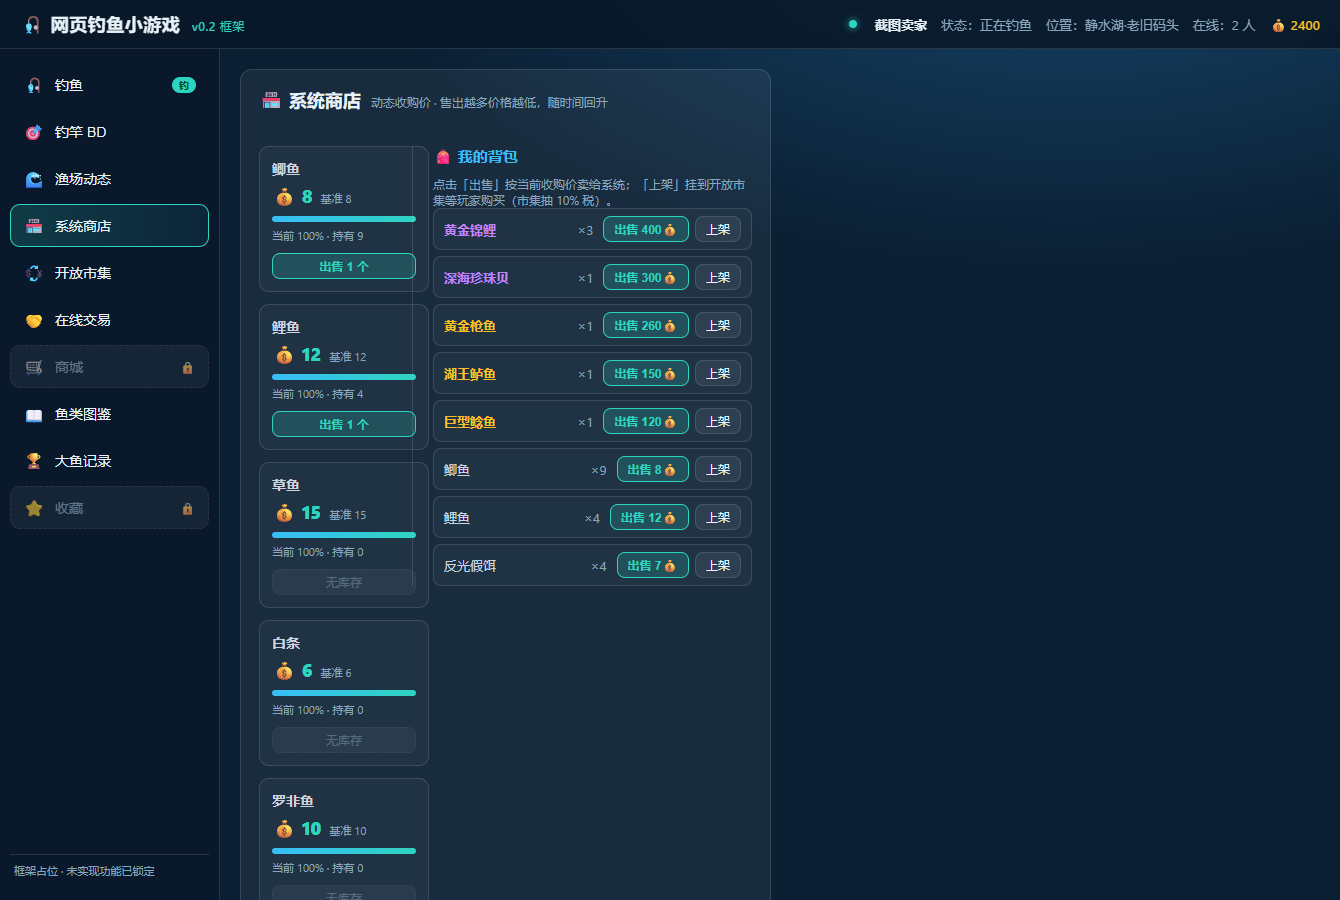 网页钓鱼小游戏 v0.2 框架
截图卖家 状态：正在钓鱼 位置：静水湖·老旧码头 在线：2 人 2400
钓鱼 钓
钓竿 BD
渔场动态
系统商店
开放市集
在线交易
商城
鱼类图鉴
大鱼记录
收藏
框架占位 · 未实现功能已锁定
系统商店 动态收购价 · 售出越多价格越低，随时间回升
鲫鱼
8 基准 8
当前 100% · 持有 9
出售 1 个
鲤鱼
12 基准 12
当前 100% · 持有 4
出售 1 个
草鱼
15 基准 15
当前 100% · 持有 0
无库存
白条
6 基准 6
当前 100% · 持有 0
无库存
罗非鱼
10 基准 10
当前 100% · 持有 0
无库存
我的背包
点击「出售」按当前收购价卖给系统；「上架」挂到开放市
集等玩家购买（市集抽 10% 税）。
黄金锦鲤 ×3 出售 400 上架
深海珍珠贝 ×1 出售 300 上架
黄金枪鱼 ×1 出售 260 上架
湖王鲈鱼 ×1 出售 150 上架
巨型鲶鱼 ×1 出售 120 上架
鲫鱼 ×9 出售 8 上架
鲤鱼 ×4 出售 12 上架
反光假饵 ×4 出售 7 上架